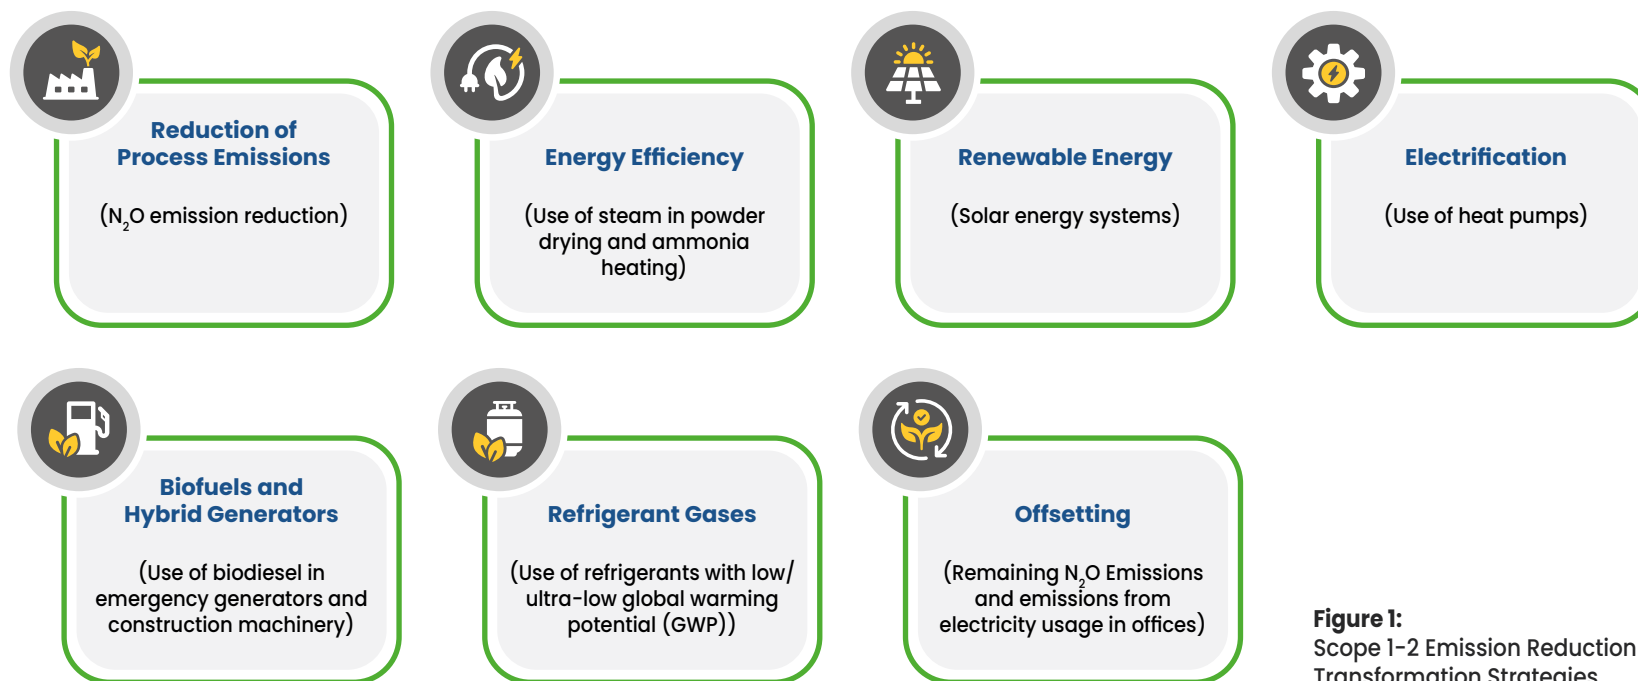 Reduction of
Process Emissions
(N₂O emission reduction)
Energy Efficiency
(Use of steam in powder
drying and ammonia
heating)
Renewable Energy
(Solar energy systems)
Electrification
(Use of heat pumps)
Biofuels and
Hybrid Generators
(Use of biodiesel in
emergency generators and
construction machinery)
Refrigerant Gases
(Use of refrigerants with low/
ultra-low global warming
potential (GWP))
Offsetting
(Remaining N₂O Emissions
and emissions from
electricity usage in offices)
Figure 1:
Scope 1-2 Emission Reduction
Transformation Strategies